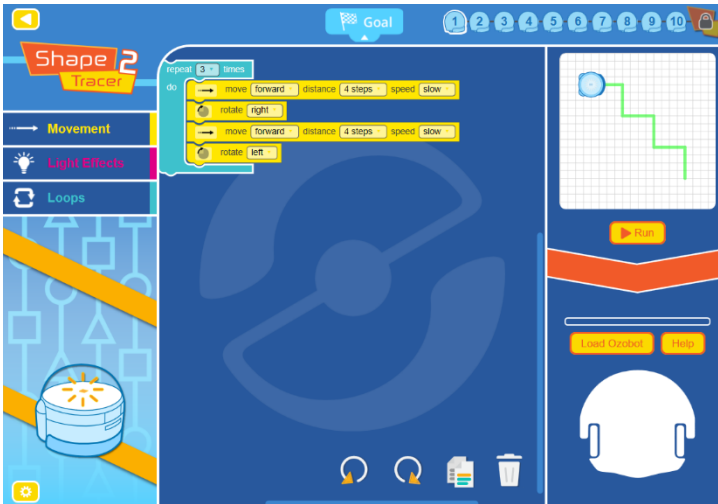 Goal
1 2 3 4 5 6 7 8 9 10
Shape 2
Tracer
Movement
Light Effects
Loops
repeat 3 times
do
move forward distance 4 steps speed slow
rotate right
move forward distance 4 steps speed slow
rotate left
Run
Load Ozobot
Help